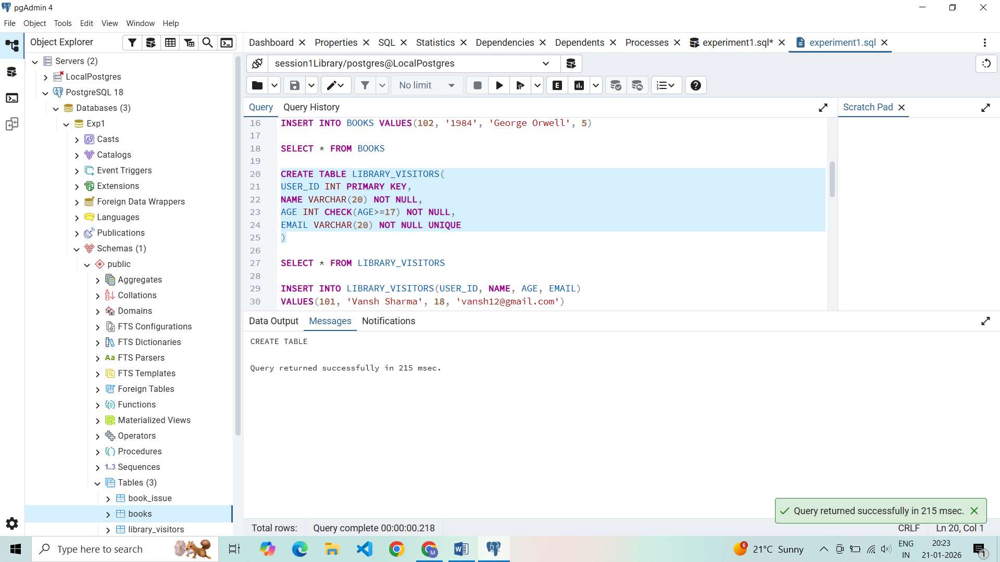 pgAdmin 4
File Object Tools Edit View Window Help
Object Explorer
Dashboard Properties SQL Statistics Dependencies Dependents Processes experiment1.sql* experiment1.sql
Servers (2)
LocalPostgres
PostgreSQL 18
Databases (3)
Exp1
Casts
Catalogs
Event Triggers
Extensions
Foreign Data Wrappers
Languages
Publications
Schemas (1)
public
Aggregates
Collations
Domains
FTS Configurations
FTS Dictionaries
Aa FTS Parsers
FTS Templates
Foreign Tables
Functions
Materialized Views
Operators
Procedures
1..3 Sequences
Tables (3)
book_issue
books
library_visitors
session1Library/postgres@LocalPostgres
No limit
E
Query Query History
Scratch Pad
16 INSERT INTO BOOKS VALUES(102, '1984', 'George Orwell', 5)
17
18 SELECT * FROM BOOKS
19
20 CREATE TABLE LIBRARY_VISITORS(
21 USER_ID INT PRIMARY KEY,
22 NAME VARCHAR(20) NOT NULL,
23 AGE INT CHECK(AGE>=17) NOT NULL,
24 EMAIL VARCHAR(20) NOT NULL UNIQUE
25 )
26
27 SELECT * FROM LIBRARY_VISITORS
28
29 INSERT INTO LIBRARY_VISITORS(USER_ID, NAME, AGE, EMAIL)
30 VALUES(101, 'Vansh Sharma', 18, 'vansh12@gmail.com')
Data Output Messages Notifications
CREATE TABLE
Query returned successfully in 215 msec.
Query returned successfully in 215 msec.
Total rows: Query complete 00:00:00.218
CRLF Ln 20, Col 1
Type here to search
M
6
21°C Sunny
ENG
IN
20:23
21-01-2026
1